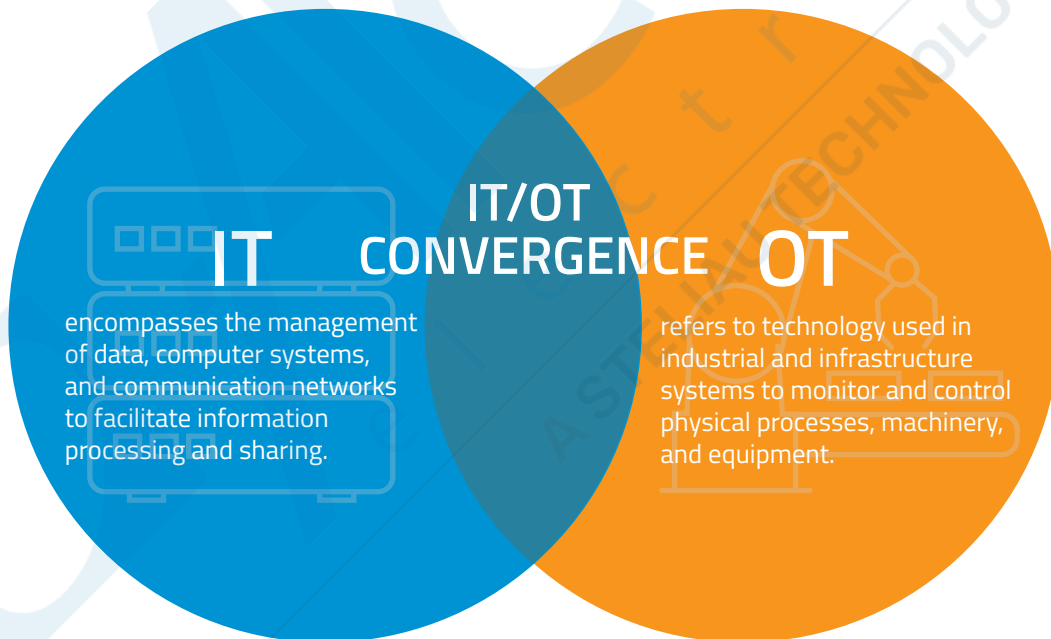 IT/OT
CONVERGENCE
IT
encompasses the management
of data, computer systems,
and communication networks
to facilitate information
processing and sharing.
OT
refers to technology used in
industrial and infrastructure
systems to monitor and control
physical processes, machinery,
and equipment.